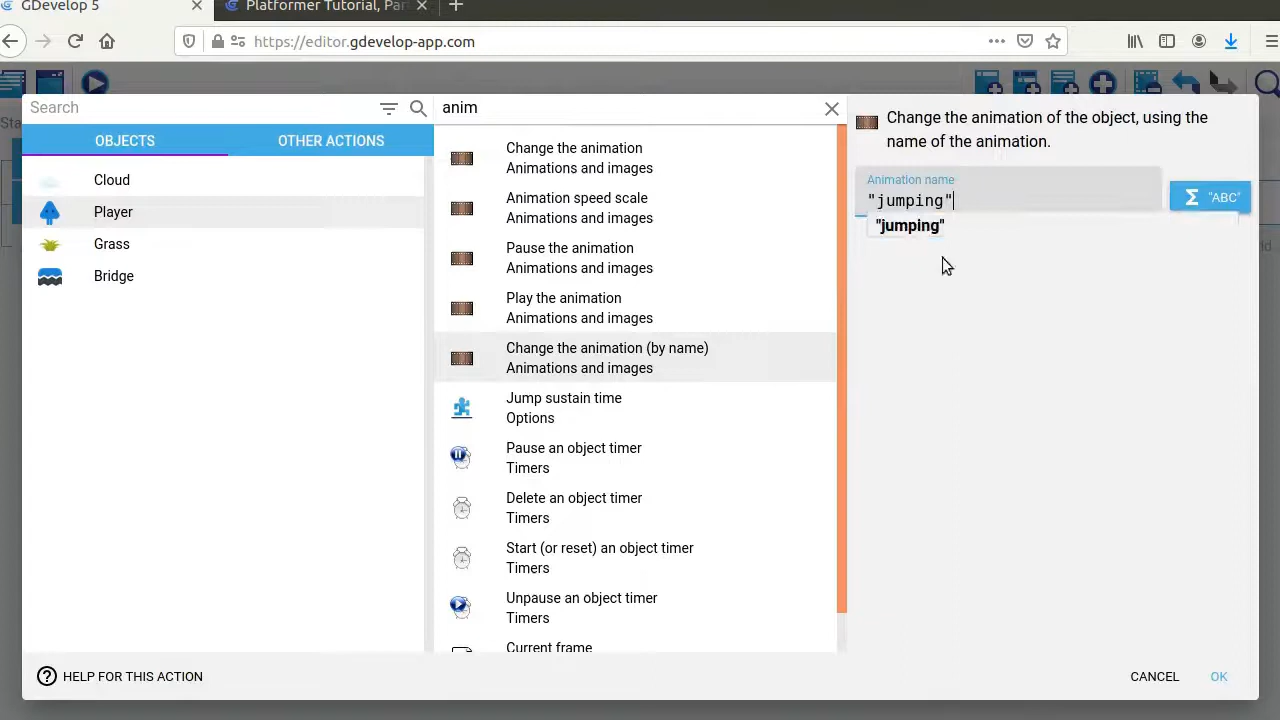 GDevelop 5
Platformer Tutorial, Par
https://editor.gdevelop-app.com
Sta
Search
anim
OBJECTS
OTHER ACTIONS
Cloud
Player
Grass
Bridge
Change the animation
Animations and images
Animation speed scale
Animations and images
Pause the animation
Animations and images
Play the animation
Animations and images
Change the animation (by name)
Animations and images
Jump sustain time
Options
Pause an object timer
Timers
Delete an object timer
Timers
Start (or reset) an object timer
Timers
Unpause an object timer
Timers
Current frame
Change the animation of the object, using the
name of the animation.
Animation name
"jumping"
Σ "ABC"
"jumping"
id
? HELP FOR THIS ACTION
CANCEL
OK